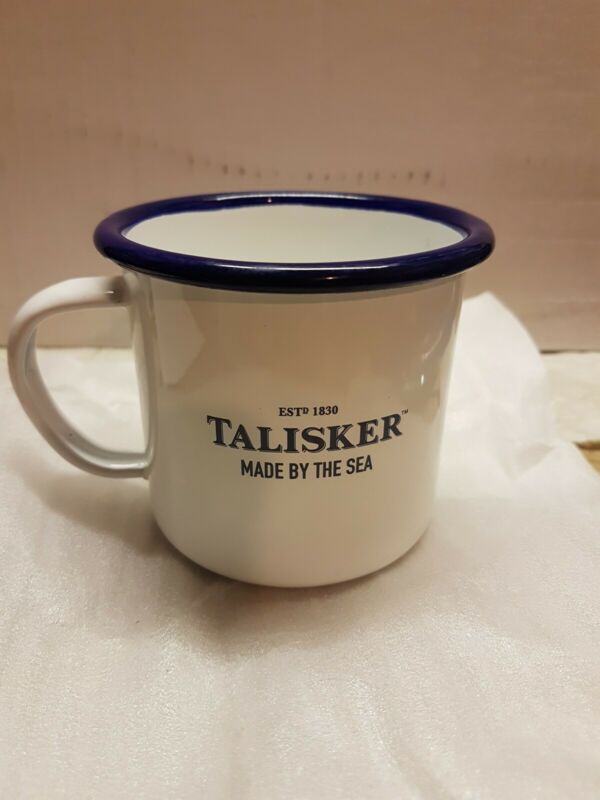 ESTᴰ 1830
TALISKER™
MADE BY THE SEA